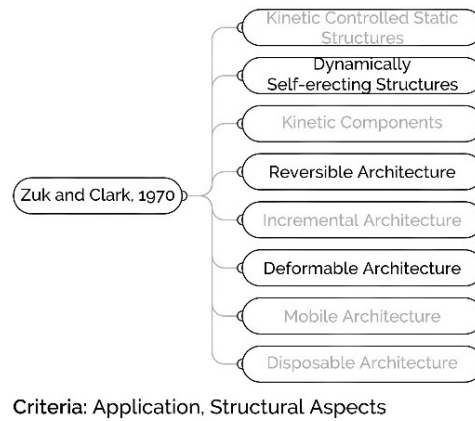 Kinetic Controlled Static
Structures
Dynamically
Self-erecting Structures
Kinetic Components
Zuk and Clark, 1970
Reversible Architecture
Incremental Architecture
Deformable Architecture
Mobile Architecture
Disposable Architecture
Criteria: Application, Structural Aspects